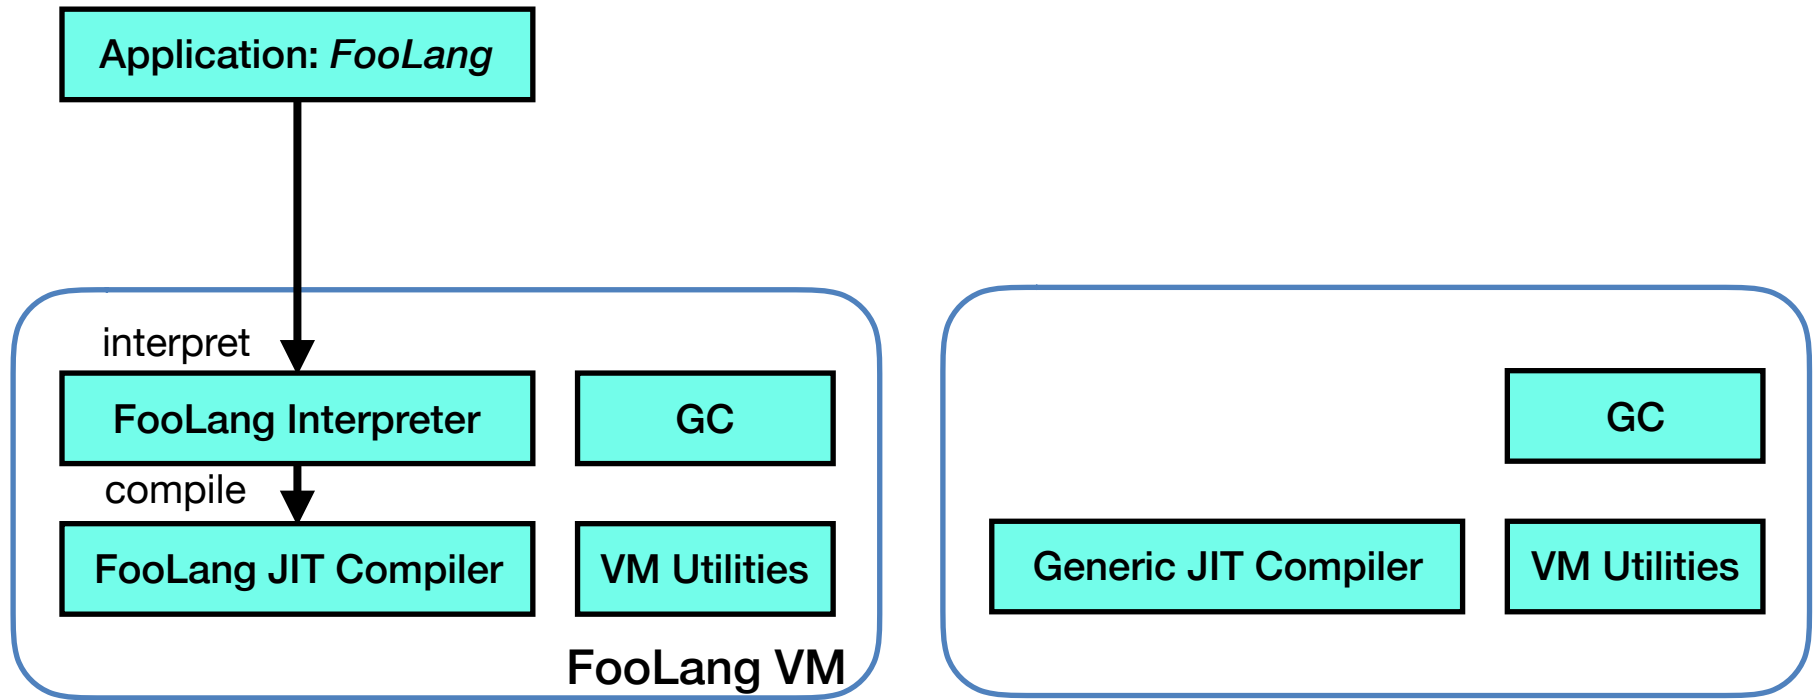 Application: FooLang
interpret
FooLang Interpreter
GC
compile
FooLang JIT Compiler
VM Utilities
FooLang VM
GC
Generic JIT Compiler
VM Utilities